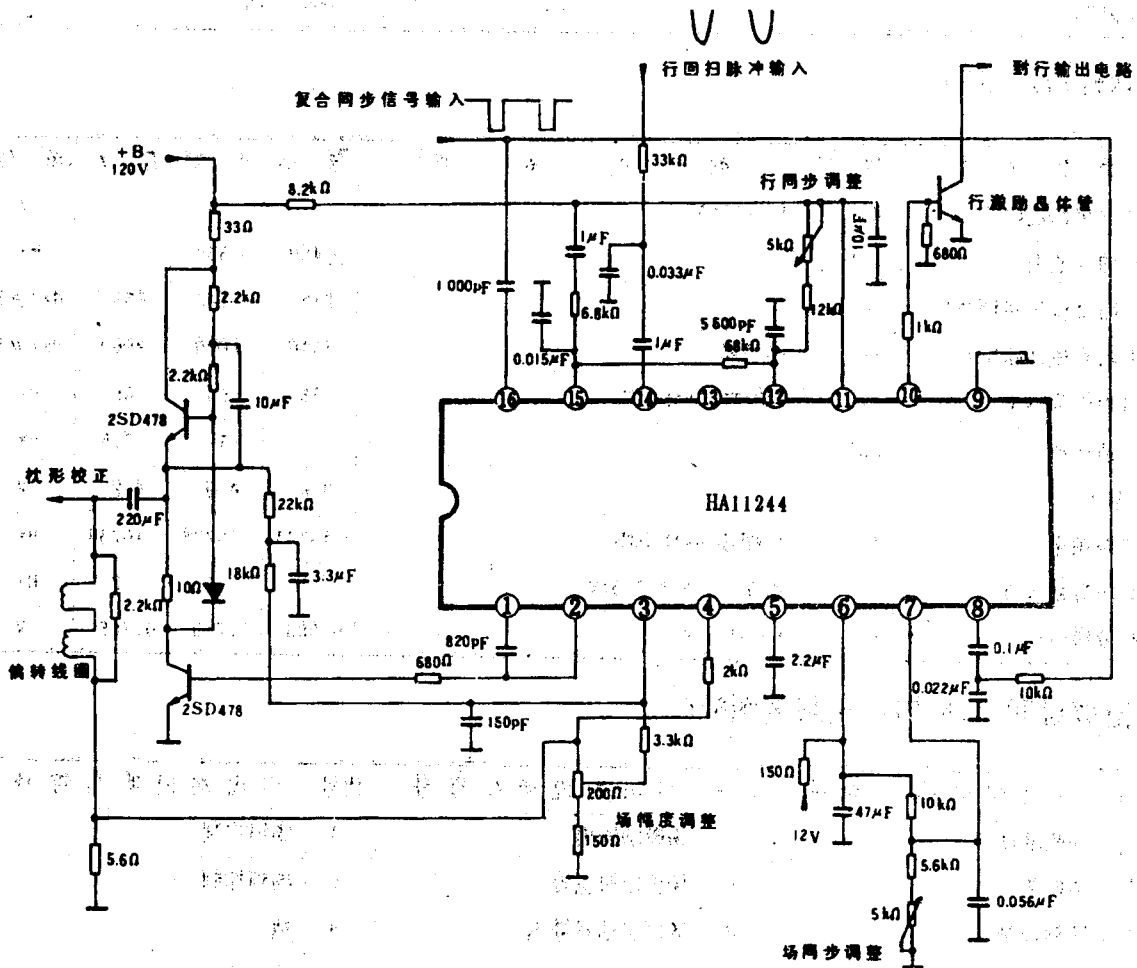 行回扫脉冲输入
到行输出电路
复合同步信号输入
+B
120V
33kΩ
8.2kΩ
行同步调整
行激励晶体管
33Ω
1μF
5kΩ
10μF
680Ω
0.033μF
1000pF
2.2kΩ
6.8kΩ
12kΩ
5600pF
1kΩ
0.015μF
1μF
68kΩ
2.2kΩ
10μF
16
15
14
13
12
11
10
9
2SD478
枕形校正
22kΩ
HA11244
220μF
18kΩ
3.3μF
10Ω
2.2kΩ
1
2
3
4
5
6
7
8
820pF
0.1μF
偏转线圈
680Ω
2kΩ
2.2μF
0.022μF
10kΩ
2SD478
150pF
3.3kΩ
150Ω
200Ω
47μF
10kΩ
场幅度调整
12V
150Ω
5.6Ω
5.6kΩ
5kΩ
0.056μF
场同步调整